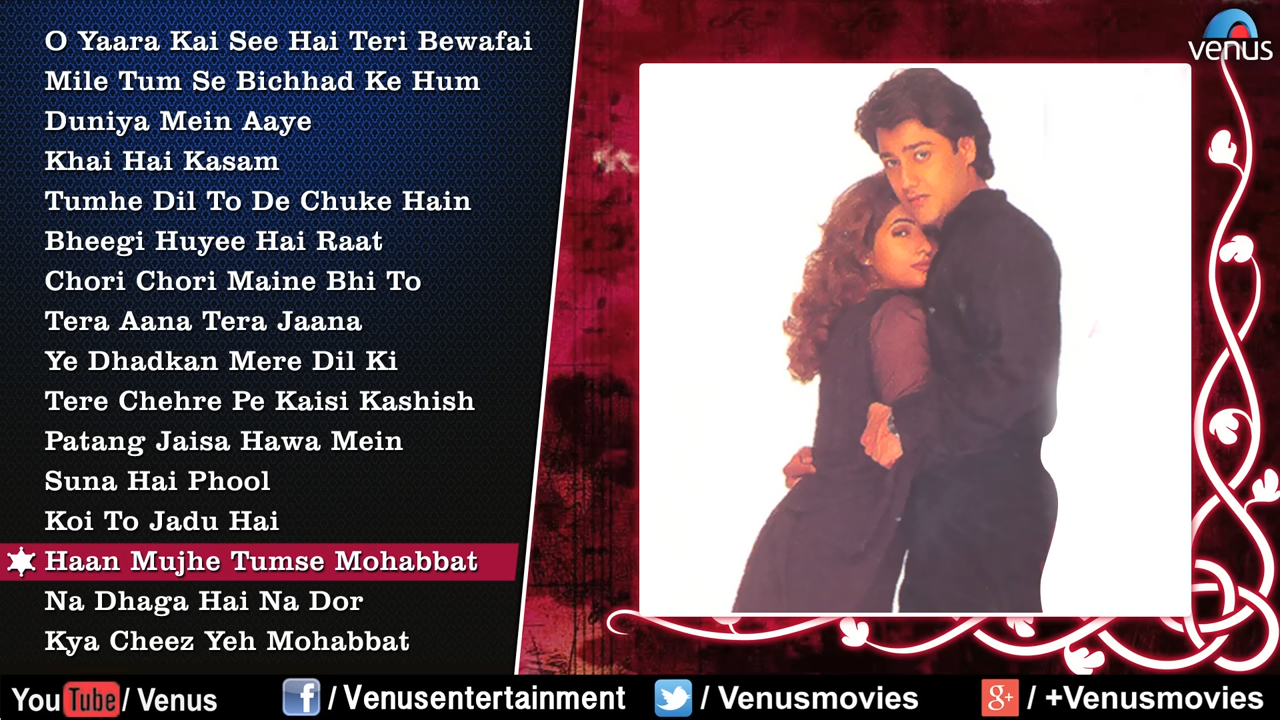 O Yaara Kai See Hai Teri Bewafai
Mile Tum Se Bichhad Ke Hum
Duniya Mein Aaye
Khai Hai Kasam
Tumhe Dil To De Chuke Hain
Bheegi Huyee Hai Raat
Chori Chori Maine Bhi To
Tera Aana Tera Jaana
Ye Dhadkan Mere Dil Ki
Tere Chehre Pe Kaisi Kashish
Patang Jaisa Hawa Mein
Suna Hai Phool
Koi To Jadu Hai
Haan Mujhe Tumse Mohabbat
Na Dhaga Hai Na Dor
Kya Cheez Yeh Mohabbat
venus
YouTube / Venus
f / Venusentertainment
/ Venusmovies
g+ / +Venusmovies